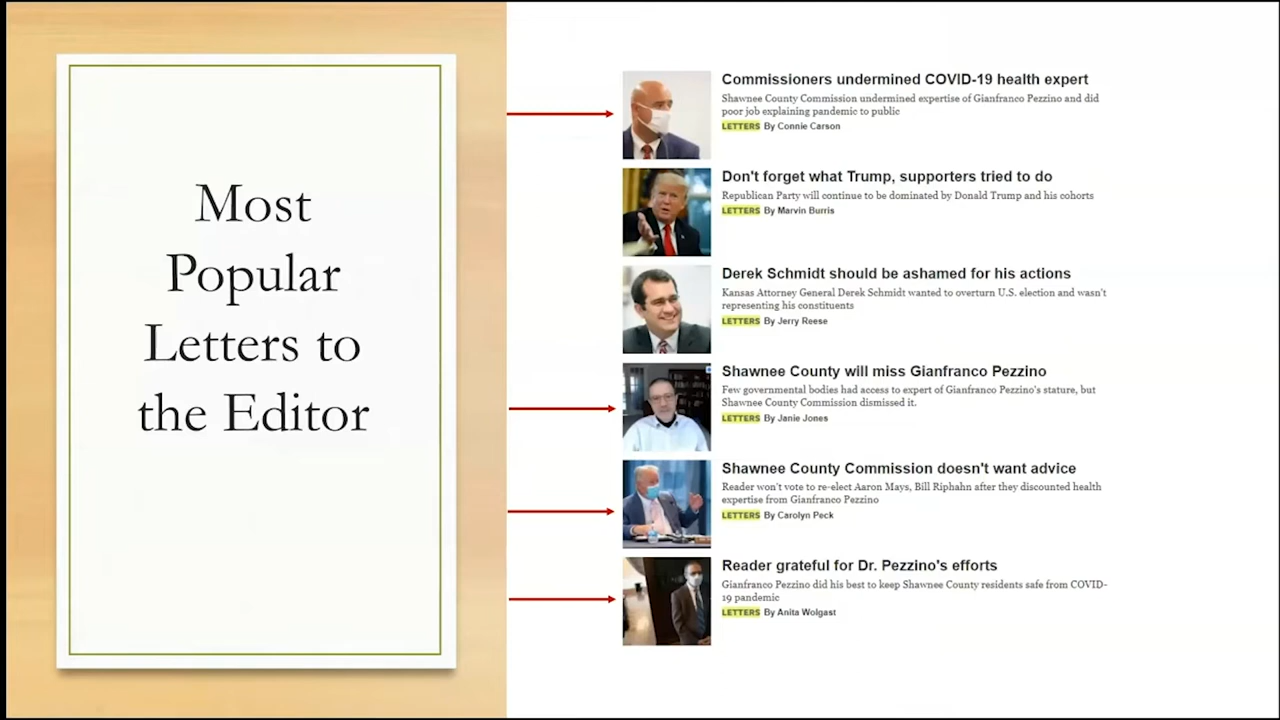 Most
Popular
Letters to
the Editor
Commissioners undermined COVID-19 health expert
Shawnee County Commission undermined expertise of Gianfranco Pezzino and did
poor job explaining pandemic to public
LETTERS By Connie Carson
Don't forget what Trump, supporters tried to do
Republican Party will continue to be dominated by Donald Trump and his cohorts
LETTERS By Marvin Burris
Derek Schmidt should be ashamed for his actions
Kansas Attorney General Derek Schmidt wanted to overturn U.S. election and wasn't
representing his constituents
LETTERS By Jerry Reese
Shawnee County will miss Gianfranco Pezzino
Few governmental bodies had access to expert of Gianfranco Pezzino's stature, but
Shawnee County Commission dismissed it.
LETTERS By Janie Jones
Shawnee County Commission doesn't want advice
Reader won't vote to re-elect Aaron Mays, Bill Riphahn after they discounted health
expertise from Gianfranco Pezzino
LETTERS By Carolyn Peck
Reader grateful for Dr. Pezzino's efforts
Gianfranco Pezzino did his best to keep Shawnee County residents safe from COVID-
19 pandemic
LETTERS By Anita Wolgast